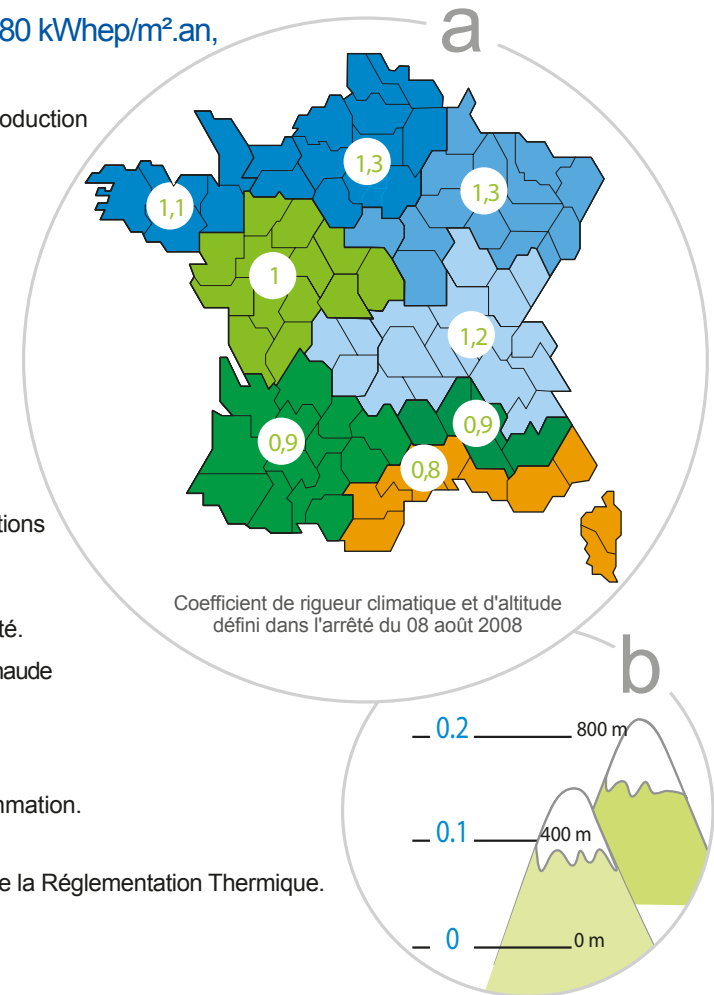 80 kWhep/m².an,
a
oduction
1,3
1,3
1,1
1
1,2
0,9
0,9
0,8
tions
Coefficient de rigueur climatique et d'altitude
défini dans l'arrêté du 08 août 2008
té.
haude
b
0.2 800 m
mmation.
0.1 400 m
e la Réglementation Thermique.
0 0 m